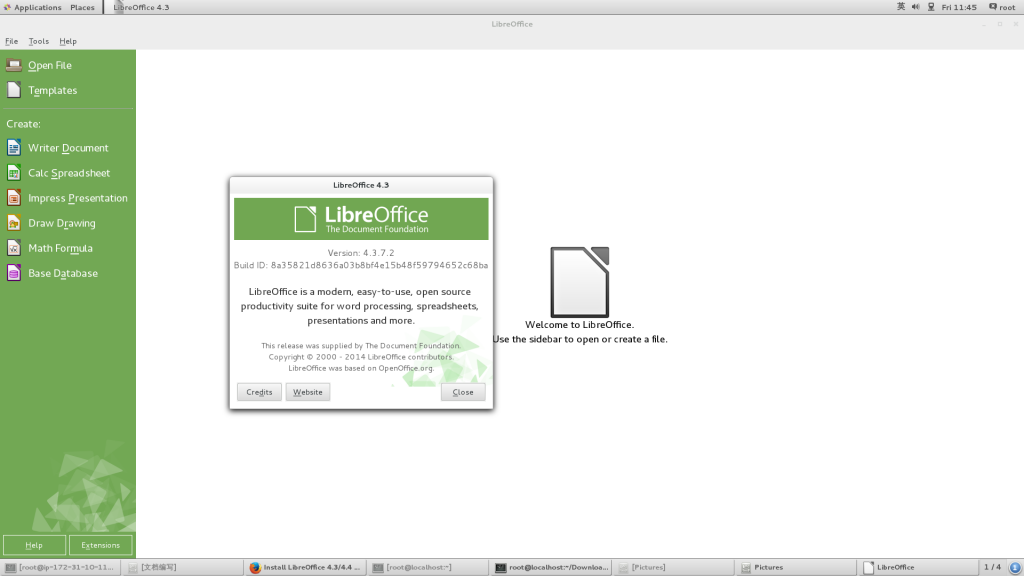 Applications Places LibreOffice 4.3 英 Fri 11:45 root
LibreOffice
File Tools Help
Open File
Templates
Create:
Writer Document
Calc Spreadsheet
Impress Presentation
Draw Drawing
Math Formula
Base Database
LibreOffice 4.3
LibreOffice
The Document Foundation
Version: 4.3.7.2
Build ID: 8a35821d8636a03b8bf4e15b48f59794652c68ba
LibreOffice is a modern, easy-to-use, open source
productivity suite for word processing, spreadsheets,
presentations and more.
This release was supplied by The Document Foundation.
Copyright © 2000 - 2014 LibreOffice contributors.
LibreOffice was based on OpenOffice.org.
Credits Website Close
Welcome to LibreOffice.
Use the sidebar to open or create a file.
Help Extensions
[root@ip-172-31-10-11... [文档编写] Install LibreOffice 4.3/4.4 ... [root@localhost:~] root@localhost:~/Downloa... [Pictures] Pictures LibreOffice 1 / 4